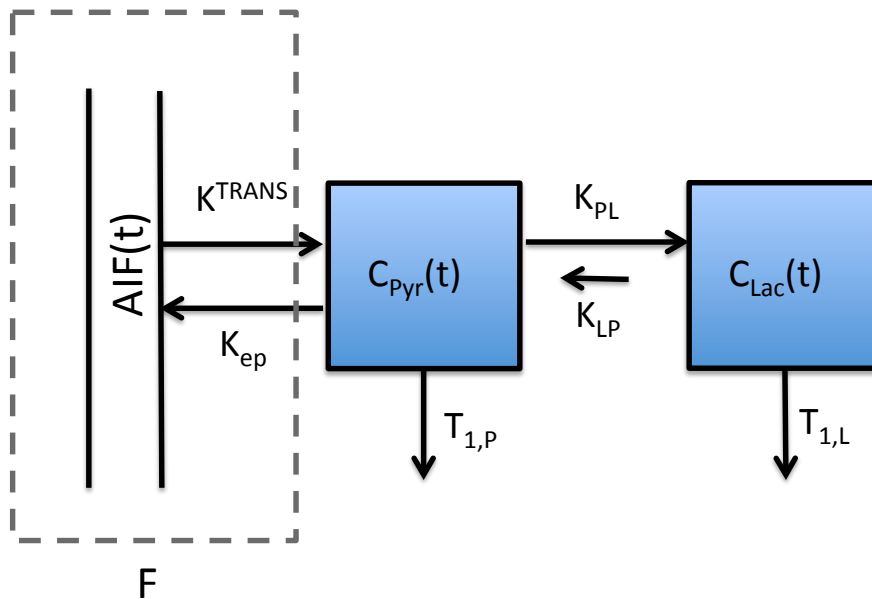 AIF(t)
K^TRANS
K_ep
F
C_Pyr(t)
T_1,P
K_PL
K_LP
C_Lac(t)
T_1,L